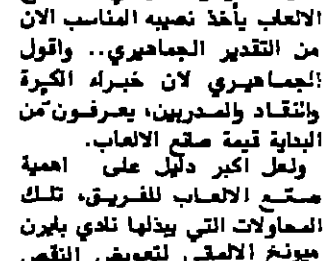 الالعاب يأخذ نصيبه المناسب الان
من التقدير الجماهيري.. واقول
الجماهيري لان خبراء الكرة
والنقاد والمدربين، يعرفون من
البداية قيمة صانع الالعاب.
ولعل اكبر دليل على اهمية
صانع الالعاب للفريق، تلك
المحاولات التي يبذلها نادي بايرن
ميونخ الالماني لتعويض النقص